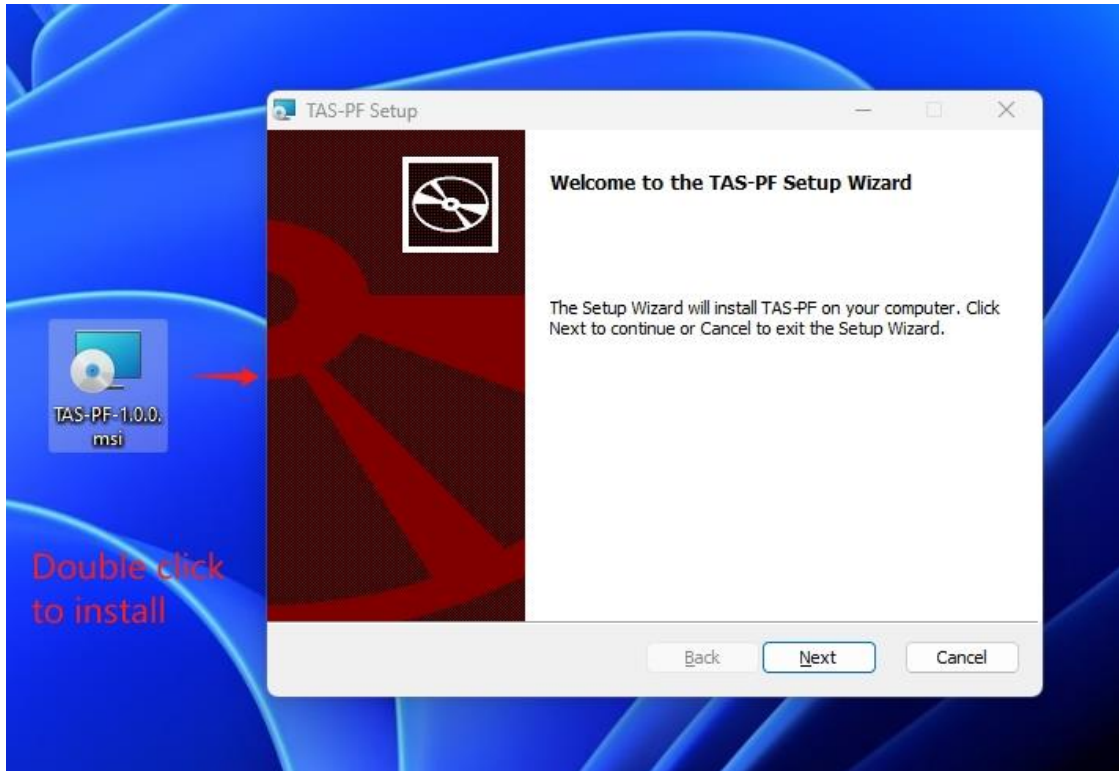 TAS-PF Setup
Welcome to the TAS-PF Setup Wizard
The Setup Wizard will install TAS-PF on your computer. Click
Next to continue or Cancel to exit the Setup Wizard.
TAS-PF-1.0.0.
msi
Double click
to install
Back
Next
Cancel